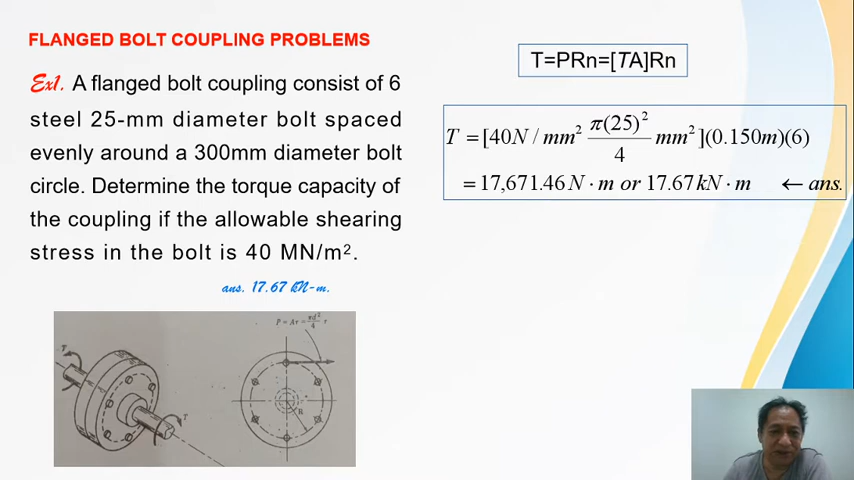 FLANGED BOLT COUPLING PROBLEMS
Ex1. A flanged bolt coupling consist of 6
steel 25-mm diameter bolt spaced
evenly around a 300mm diameter bolt
circle. Determine the torque capacity of
the coupling if the allowable shearing
stress in the bolt is 40 MN/m².
ans. 17.67 kN-m.
T=PRn=[TA]Rn
T = [40N / mm² π(25)²/4 mm²](0.150m)(6)
= 17,671.46 N · m or 17.67 kN · m ← ans.
P = Aτ = πd²/4 τ
T
T
R